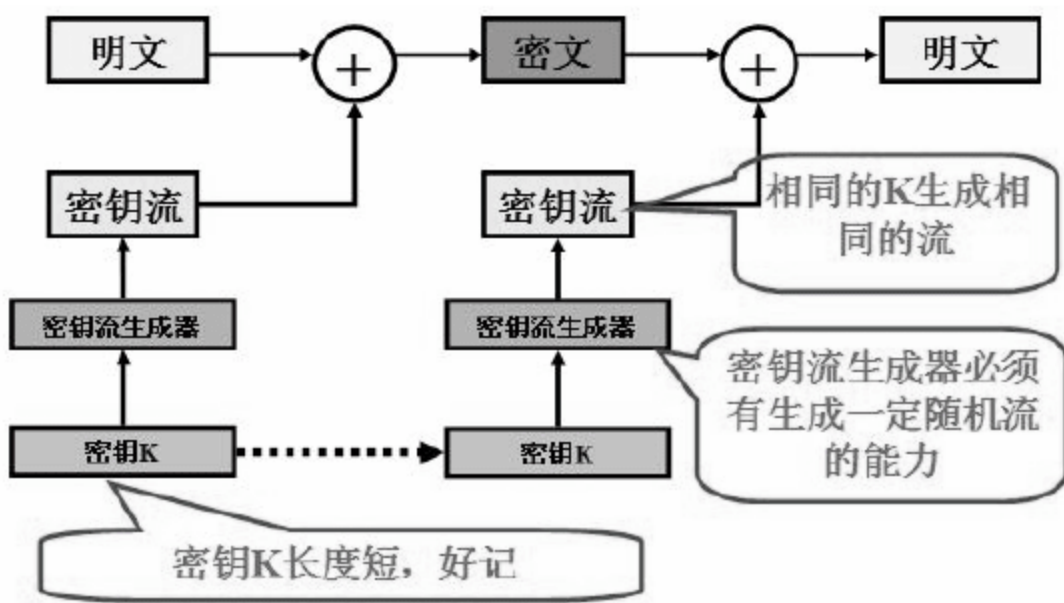 明文
+
密文
+
明文
密钥流
密钥流
相同的K生成相
同的流
密钥流生成器
密钥流生成器
密钥流生成器必须
有生成一定随机流
的能力
密钥K
密钥K
密钥K长度短，好记